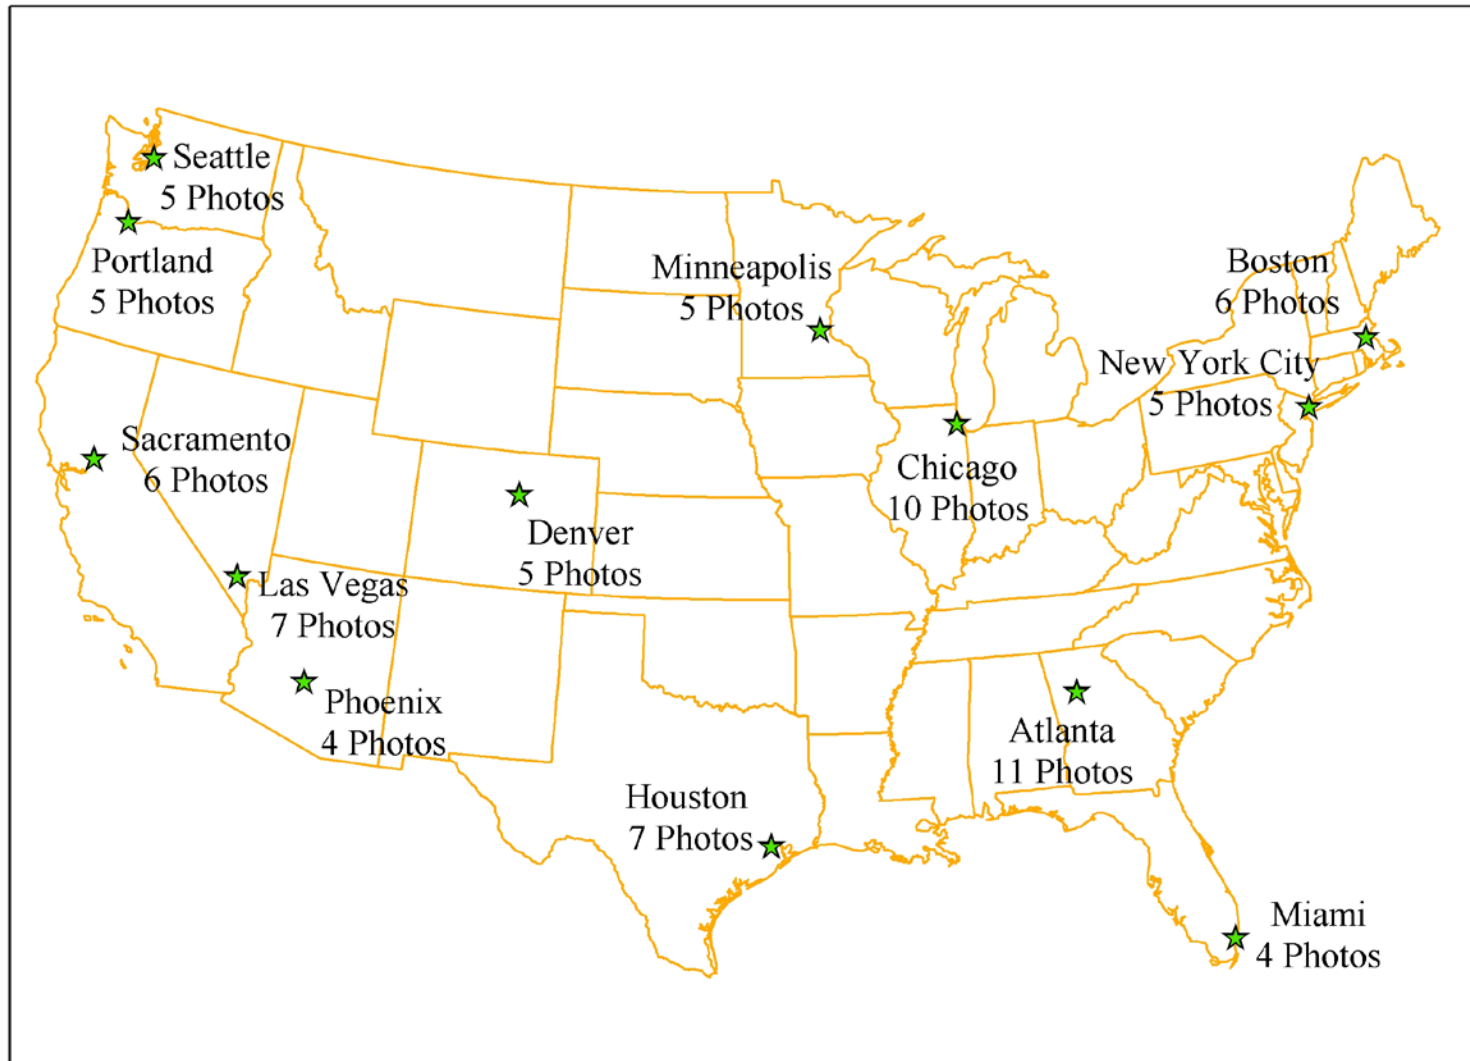 Seattle
5 Photos
Portland
5 Photos
Minneapolis
5 Photos
Boston
6 Photos
New York City
5 Photos
Sacramento
6 Photos
Chicago
10 Photos
Denver
5 Photos
Las Vegas
7 Photos
Phoenix
4 Photos
Atlanta
11 Photos
Houston
7 Photos
Miami
4 Photos